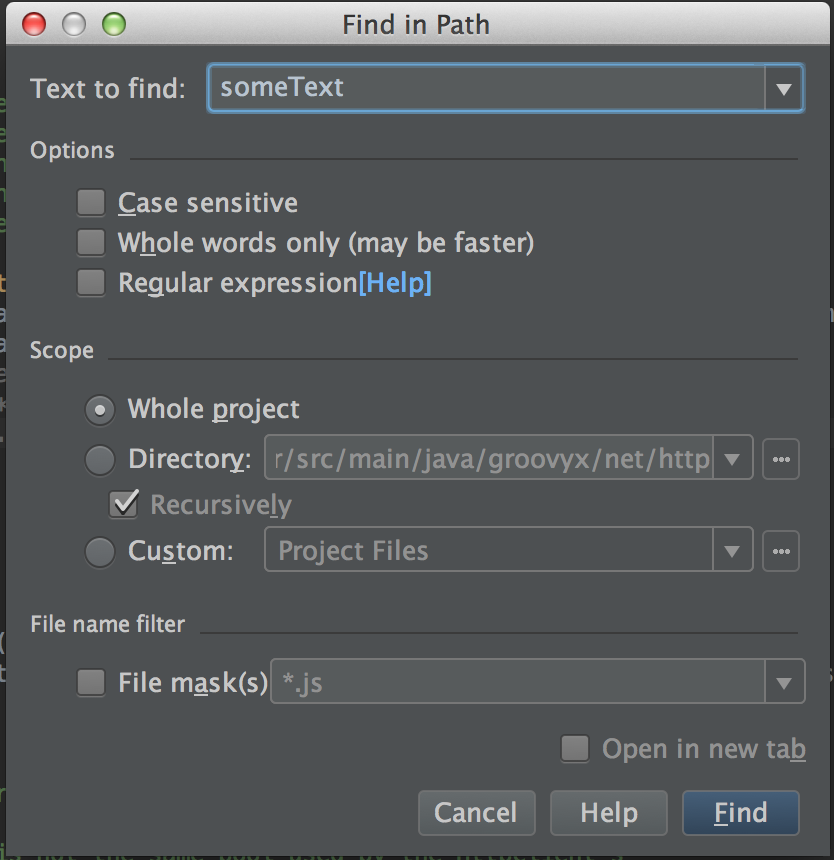 Find in Path
Text to find: someText
Options
Case sensitive
Whole words only (may be faster)
Regular expression[Help]
Scope
Whole project
Directory: r/src/main/java/groovyx/net/http
Recursively
Custom: Project Files
File name filter
File mask(s) *.js
Open in new tab
Cancel Help Find